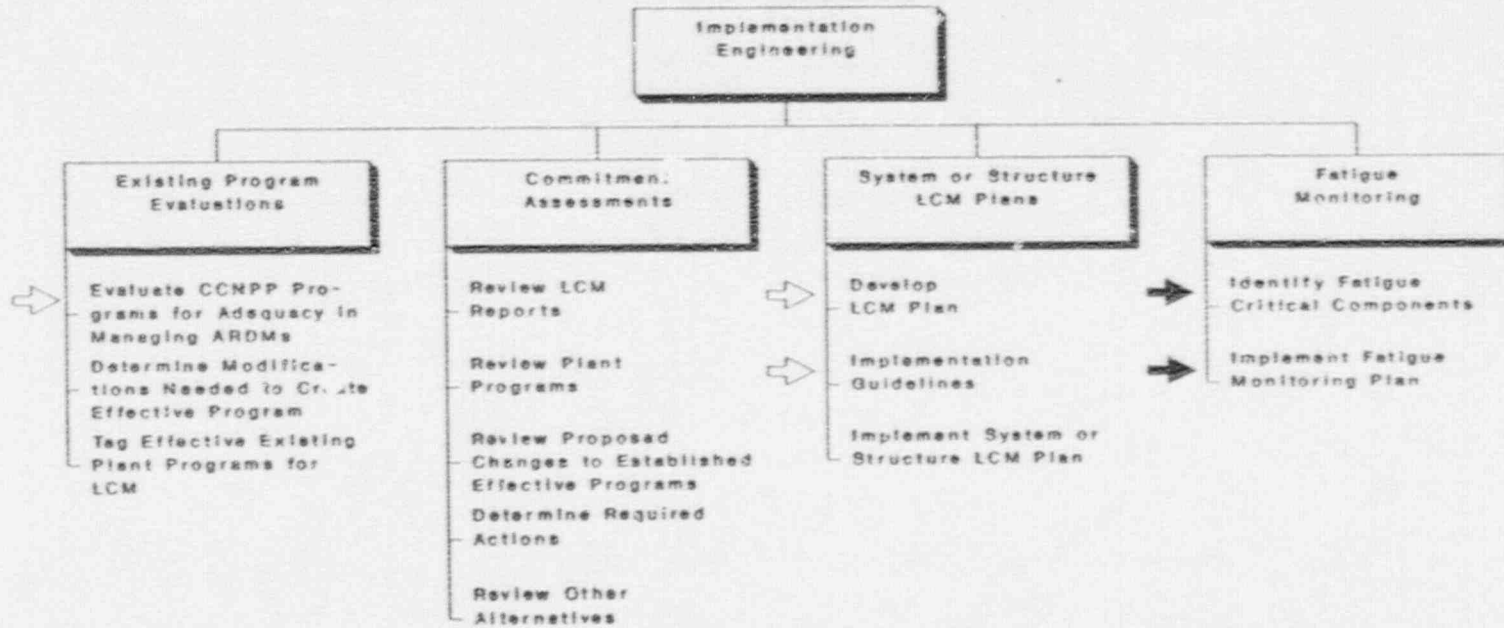 Implementation
Engineering
Existing Program
Evaluations
Commitmen.
Assessments
System or Structure
LCM Plans
Fatigue
Monitoring
Evaluate CCNPP Pro-
grams for Adequacy in
Managing ARDMs
Determine Modifica-
tions Needed to
Effective Program
Tag Effective Existing
Plant Programs for
LCM
Review LCM
Reports
Review Plant
Programs
Review Proposed
Changes to Established
Effective Programs
Determine Required
Actions
Review Other
Alternatives
Develop
LCM Plan
Implementation
Guidelines
Implement System or
Structure LCM Plan
Identify Fatigue
Critical Components
Implement Fatigue
Monitoring Plan